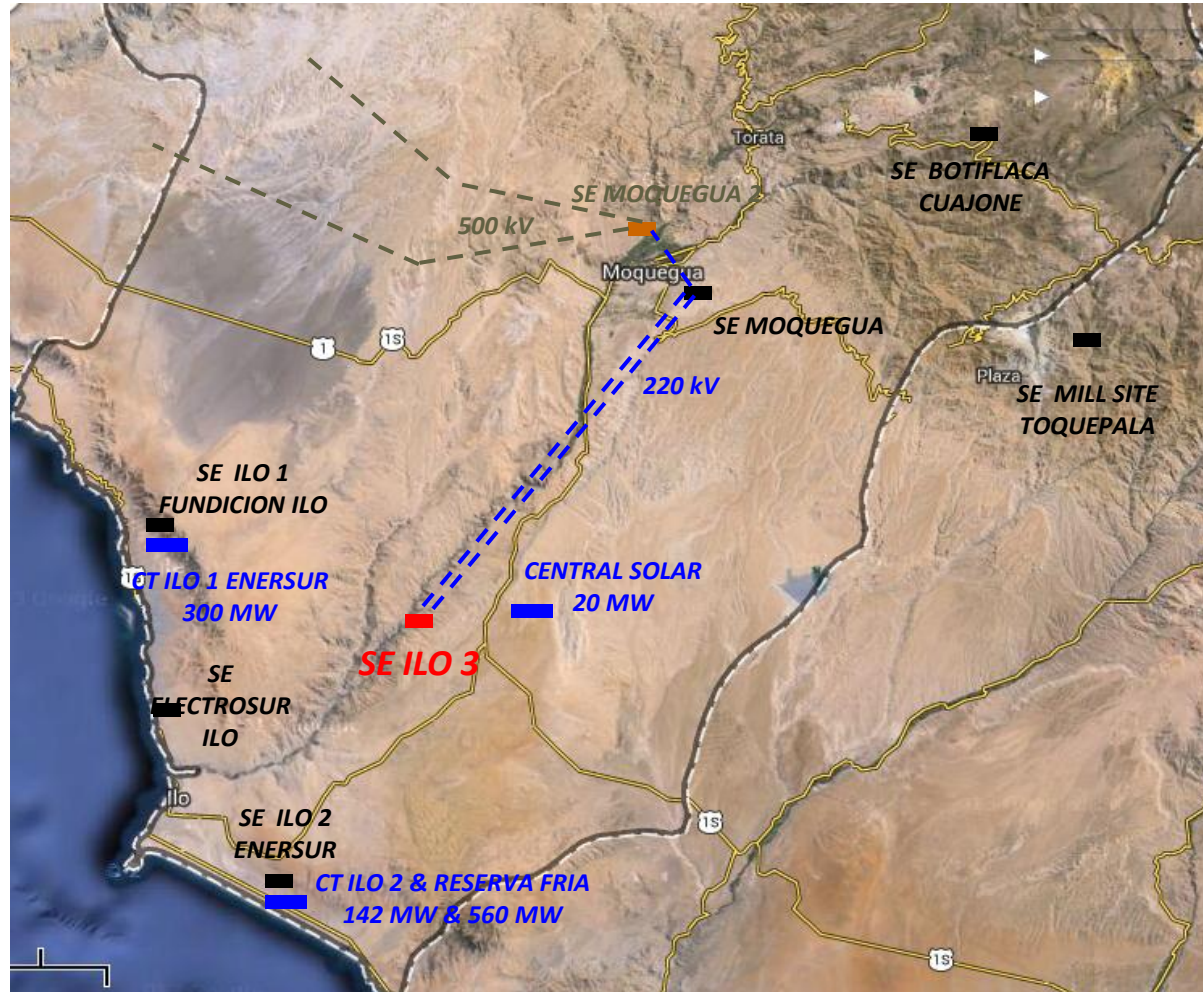 Torata
SE BOTIFLACA
CUAJONE
SE MOQUEGUA 2
500 kV
Moquegua
SE MOQUEGUA
1
1S
Plaza
220 kV
SE MILL SITE
TOQUEPALA
SE ILO 1
FUNDICION ILO
CENTRAL SOLAR
20 MW
CT ILO 1 ENERSUR
300 MW
SE ILO 3
SE
ELECTROSUR
ILO
Ilo
SE ILO 2
ENERSUR
1S
CT ILO 2 & RESERVA FRIA
142 MW & 560 MW
1S